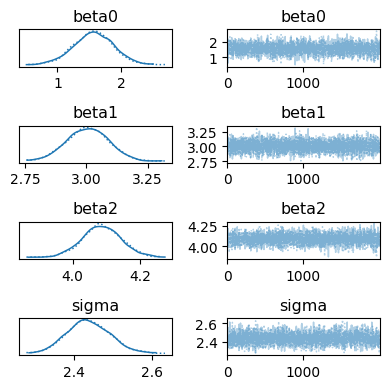 beta0 beta0
2
1
1 2 0 1000
beta1 beta1
3.25
3.00
2.75
2.75 3.00 3.25 0 1000
beta2 beta2
4.25
4.00
4.0 4.2 0 1000
sigma sigma
2.6
2.4
2.4 2.6 0 1000